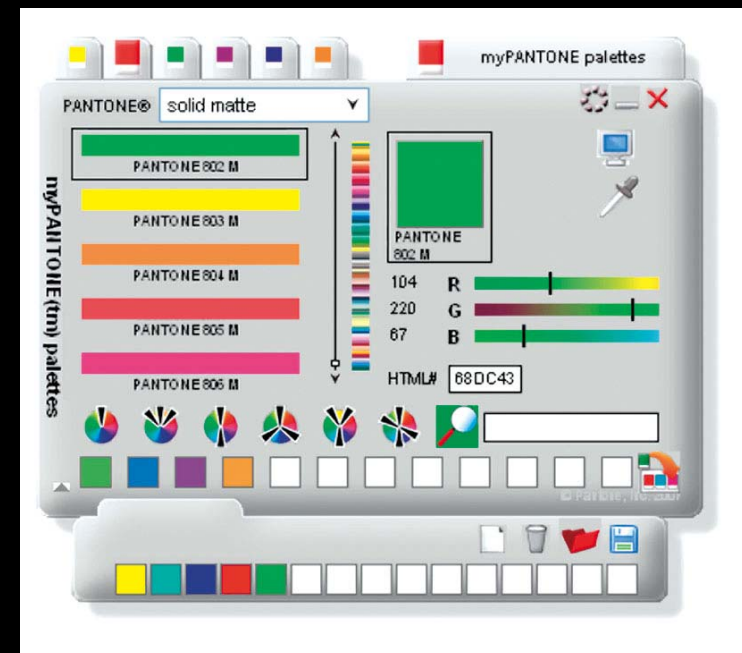 myPANTONE palettes
PANTONE® solid matte
PANTONE 802 M
PANTONE 803 M
PANTONE 804 M
PANTONE 805 M
PANTONE 806 M
myPANTONE(tm) palettes
PANTONE
802 M
104 R
220 G
67 B
HTML# 68DC43